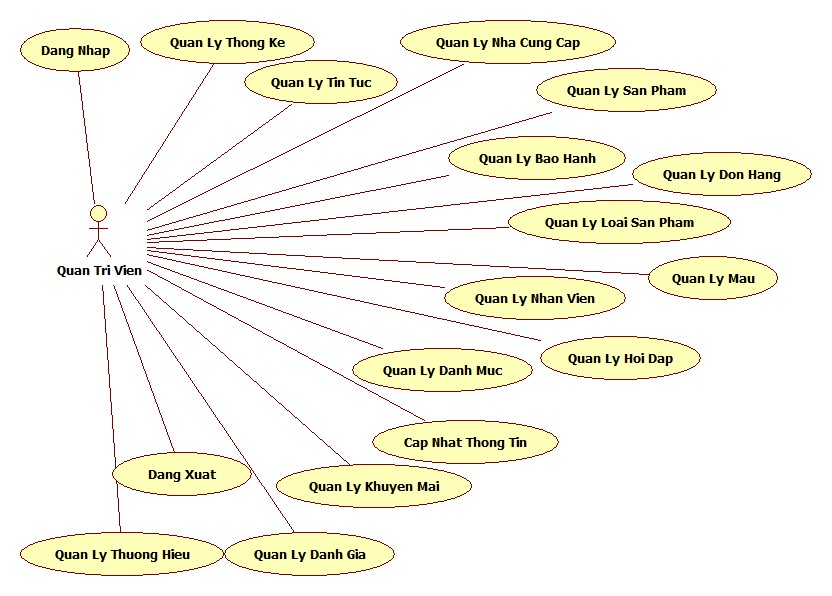 Dang Nhap
Quan Ly Thong Ke
Quan Ly Nha Cung Cap
Quan Ly Tin Tuc
Quan Ly San Pham
Quan Ly Bao Hanh
Quan Ly Don Hang
Quan Ly Loai San Pham
Quan Tri Vien
Quan Ly Mau
Quan Ly Nhan Vien
Quan Ly Hoi Dap
Quan Ly Danh Muc
Cap Nhat Thong Tin
Dang Xuat
Quan Ly Khuyen Mai
Quan Ly Thuong Hieu
Quan Ly Danh Gia